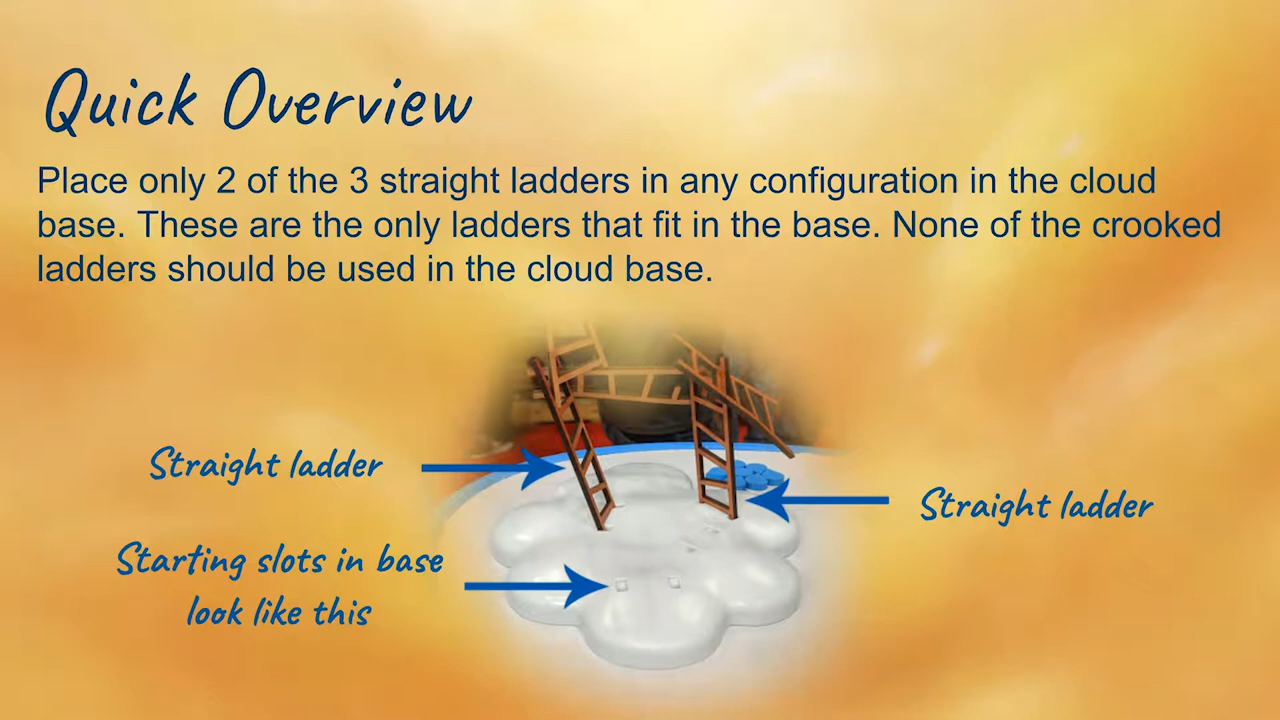 Quick Overview
Place only 2 of the 3 straight ladders in any configuration in the cloud
base. These are the only ladders that fit in the base. None of the crooked
ladders should be used in the cloud base.
Straight ladder
Straight ladder
Starting slots in base
look like this